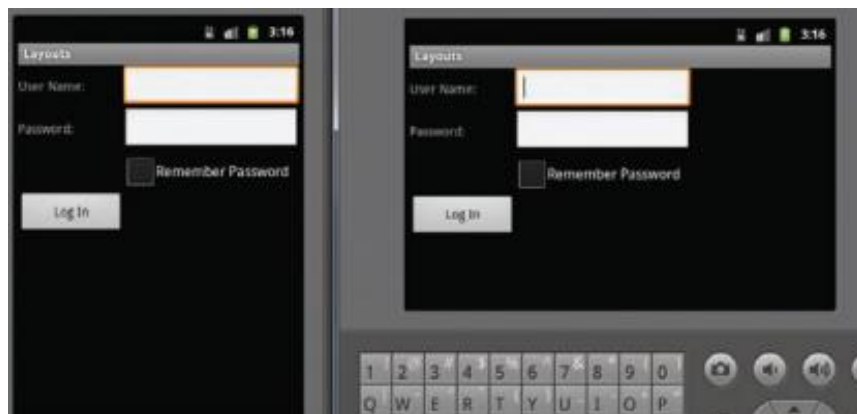 3:16
Layouts
User Name:
Password:
Remember Password
Log In
3:16
Layouts
User Name:
Password:
Remember Password
Log In
1 2 3 4 5 6 7 8 9 0
Q W E R T Y U I O P